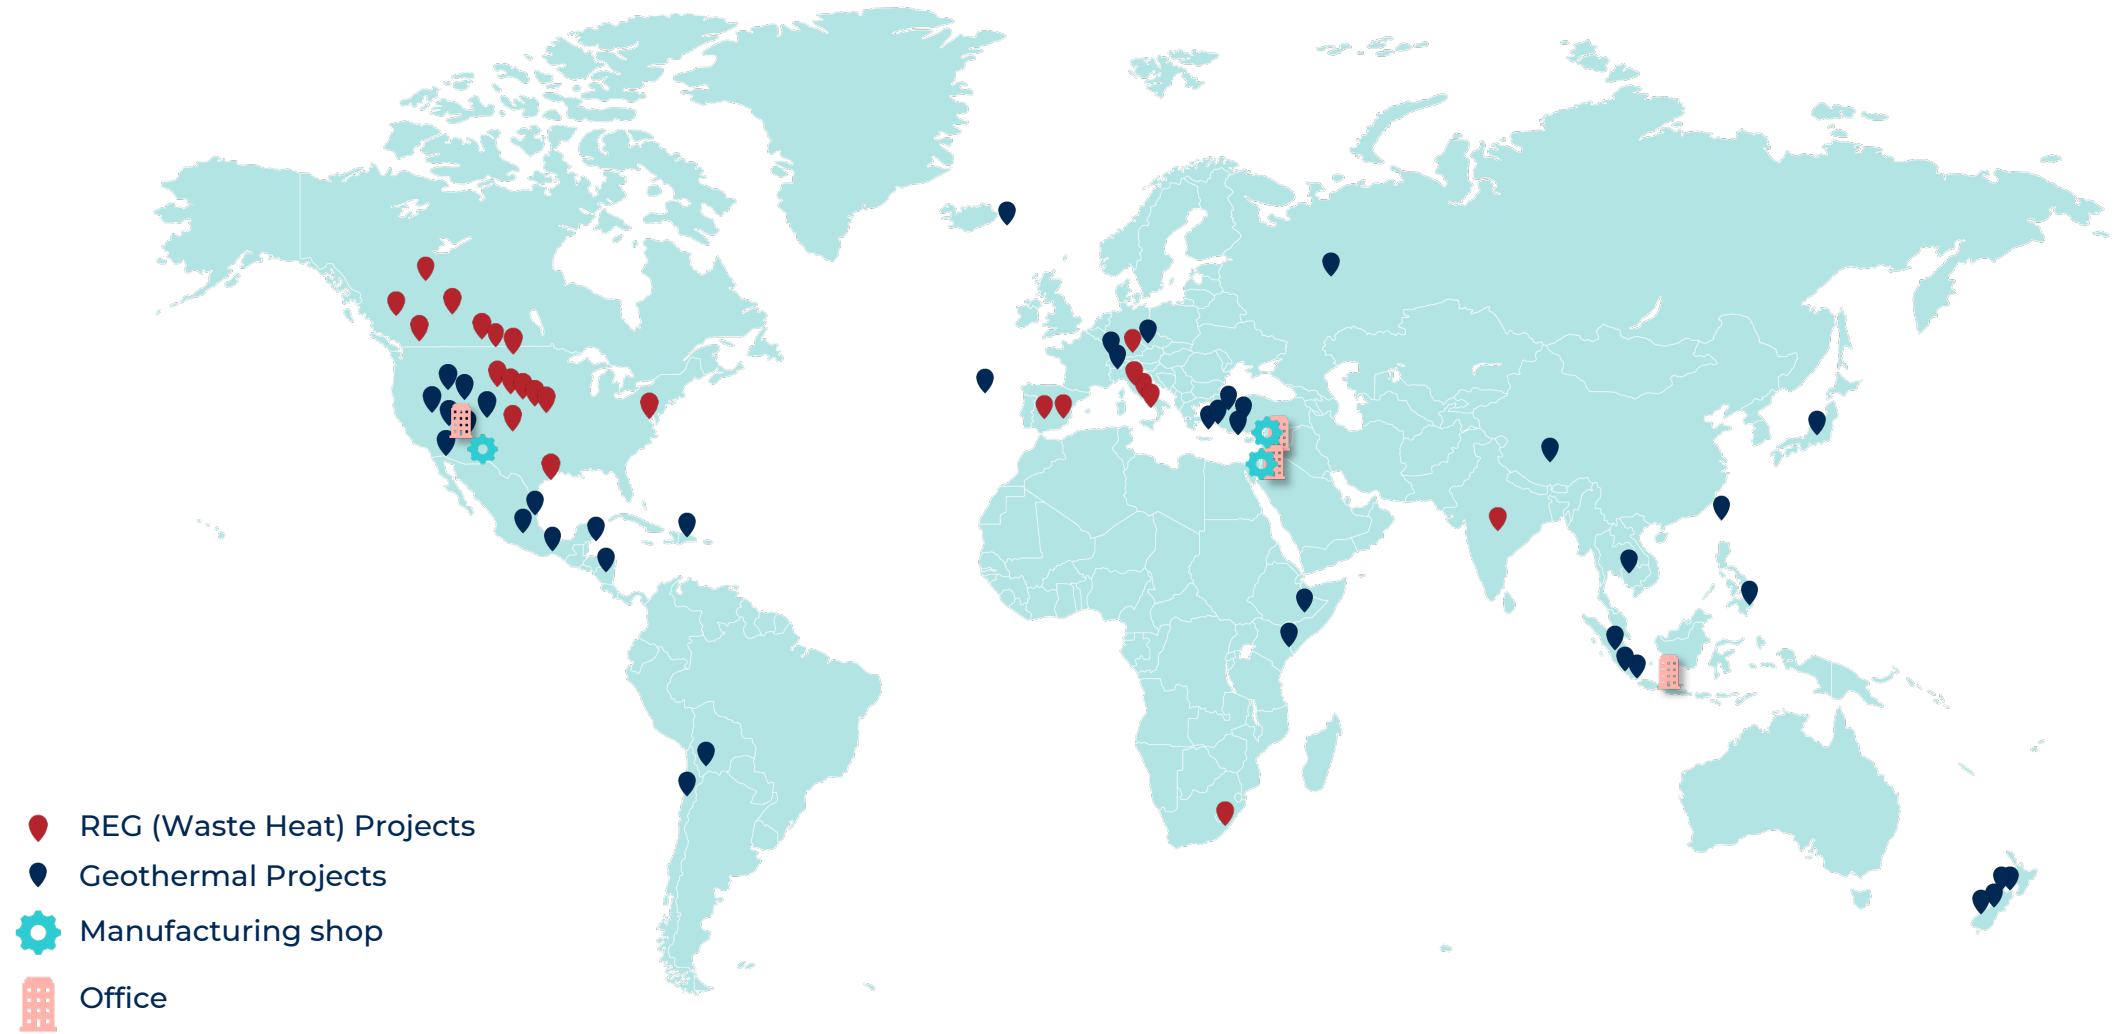 REG (Waste Heat) Projects
Geothermal Projects
Manufacturing shop
Office